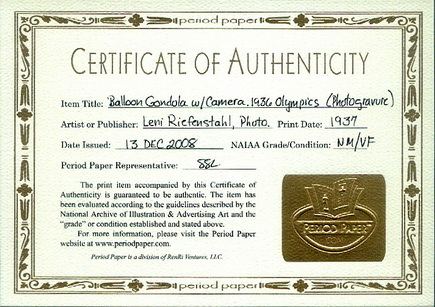 period paper
CERTIFICATE OF AUTHENTICITY
Item Title: Balloon Gondola w/Camera. 1936 Olympics (Photogravure)
Artist or Publisher: Leni Riefenstahl, Photo. Print Date: 1937
Date Issued: 13 DEC 2008 NAIAA Grade/Condition: NM/VF
Period Paper Representative: SSL
The print item accompanied by this Certificate of
Authenticity is guaranteed to be authentic. The item has
been evaluated according to the guidelines described by the
National Archive of Illustration & Advertising Art and the
"grade" or condition established and stated above.
For more information, please visit the Period Paper
website at www.periodpaper.com.
Period Paper is a division of RenRi Ventures, LLC.
PERIOD PAPER
period paper